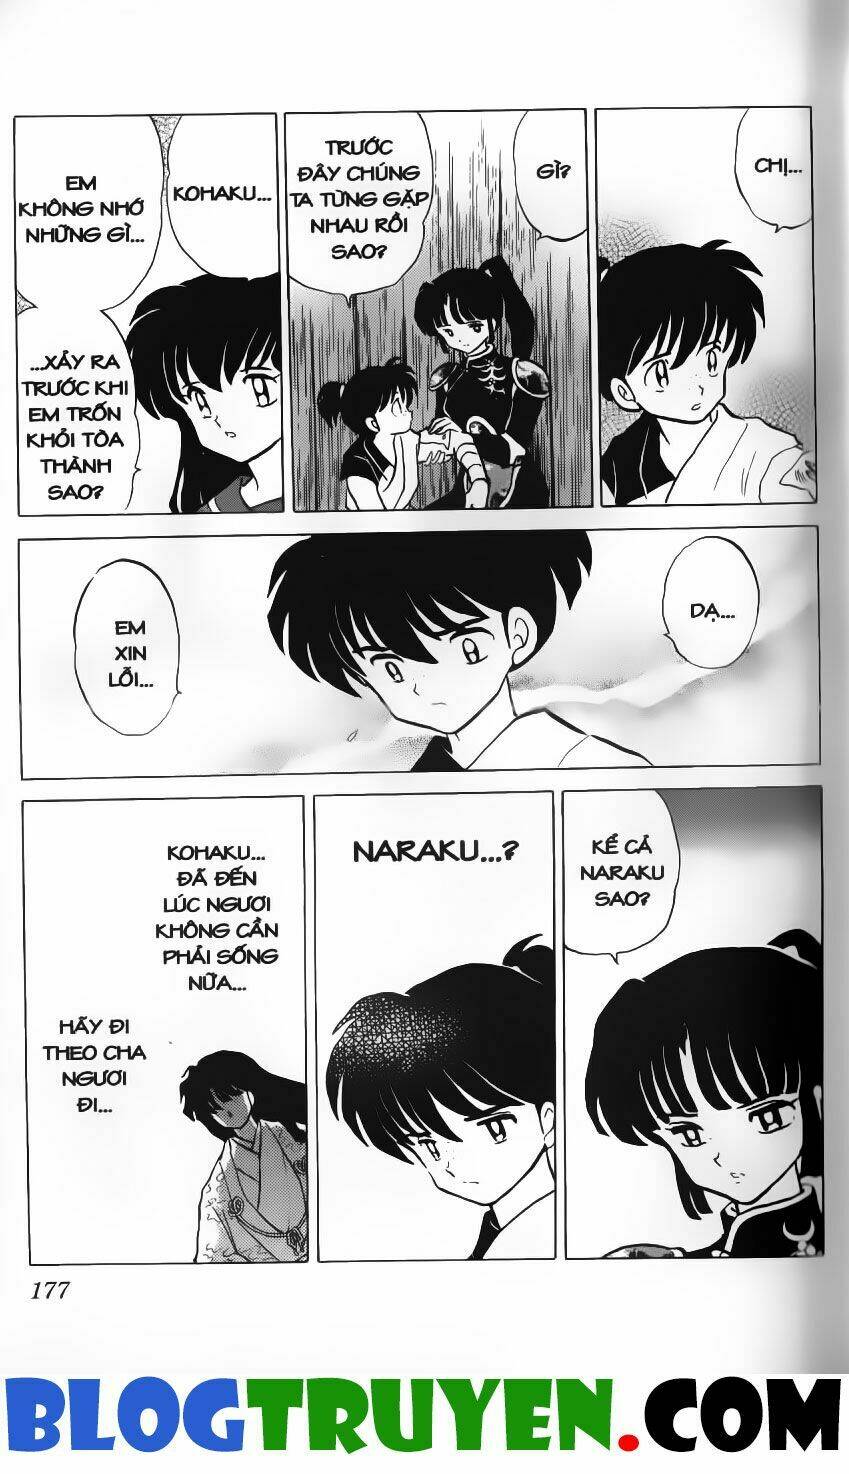 CHỊ...
GÌ?
TRƯỚC
ĐÂY CHÚNG
TA TỪNG GẶP
NHAU RỒI
SAO?
KOHAKU...
EM
KHÔNG NHỚ
NHỮNG GÌ...
...XẢY RA
TRƯỚC KHI
EM TRỐN
KHỎI TÒA
THÀNH
SAO?
DẠ...
EM
XIN
LỖI...
KỂ CẢ
NARAKU
SAO?
NARAKU...?
KOHAKU...
ĐÃ ĐẾN
LÚC NGƯƠI
KHÔNG CẦN
PHẢI SỐNG
NỮA...
HÃY ĐI
THEO CHA
NGƯƠI
ĐI...
177
BLOGTRUYEN.COM